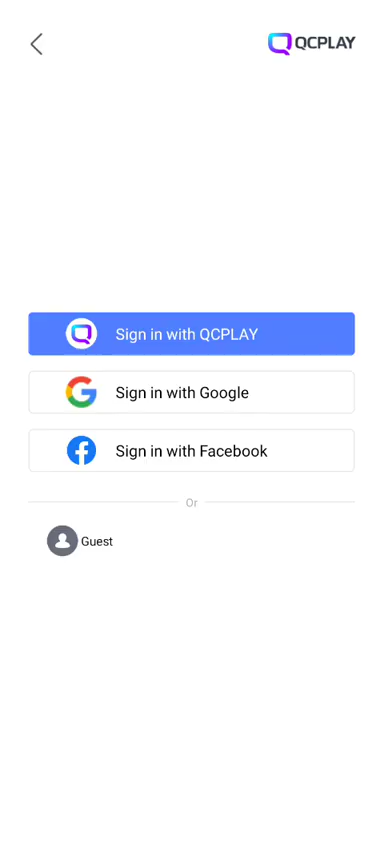 QCPLAY
Sign in with QCPLAY
Sign in with Google
Sign in with Facebook
Or
Guest